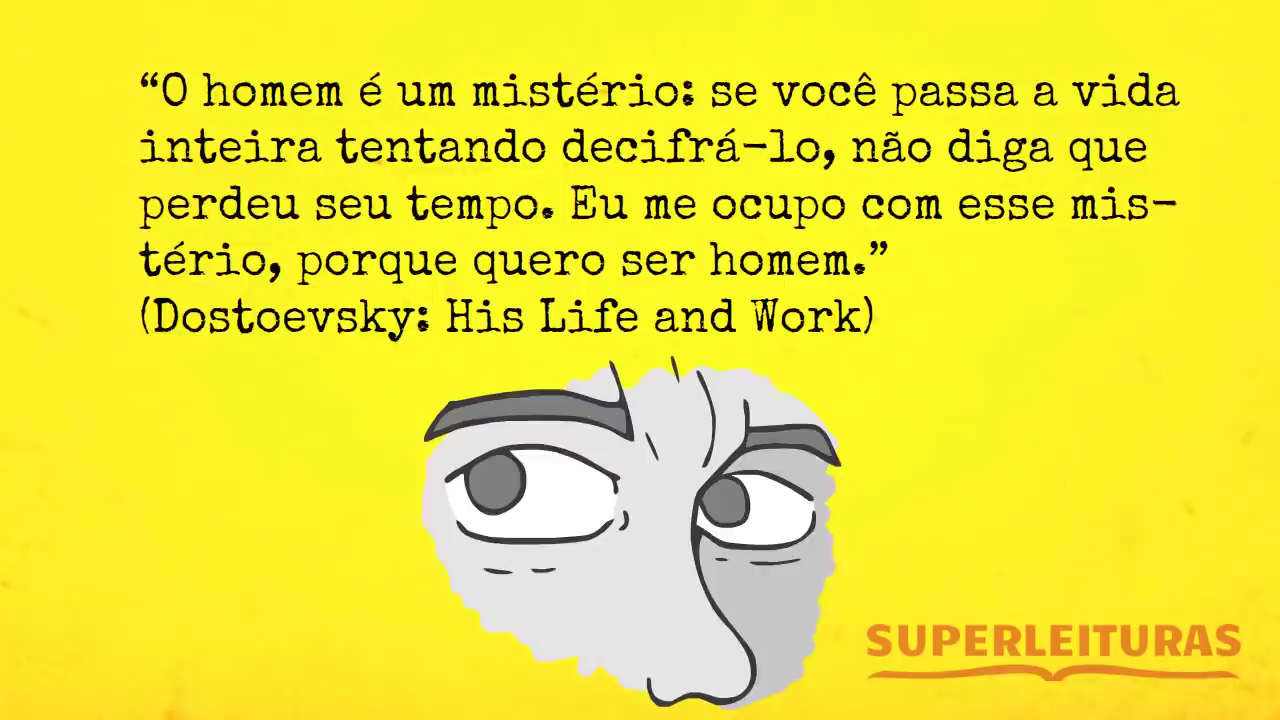 “O homem é um mistério: se você passa a vida
inteira tentando decifrá-lo, não diga que
perdeu seu tempo. Eu me ocupo com esse mis-
tério, porque quero ser homem.”
(Dostoevsky: His Life and Work)
SUPERLEITURAS